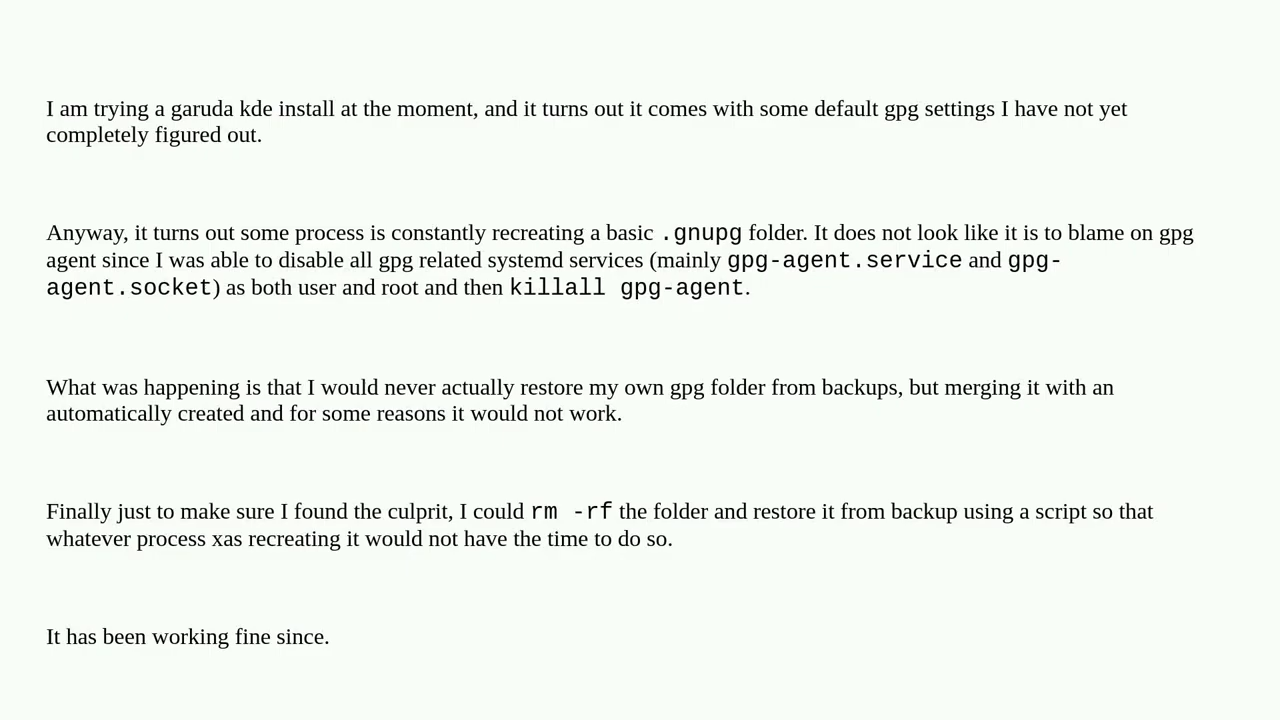 I am trying a garuda kde install at the moment, and it turns out it comes with some default gpg settings I have not yet
completely figured out.
Anyway, it turns out some process is constantly recreating a basic .gnupg folder. It does not look like it is to blame on gpg
agent since I was able to disable all gpg related systemd services (mainly gpg-agent.service and gpg-
agent.socket) as both user and root and then killall gpg-agent.
What was happening is that I would never actually restore my own gpg folder from backups, but merging it with an
automatically created and for some reasons it would not work.
Finally just to make sure I found the culprit, I could rm -rf the folder and restore it from backup using a script so that
whatever process xas recreating it would not have the time to do so.
It has been working fine since.